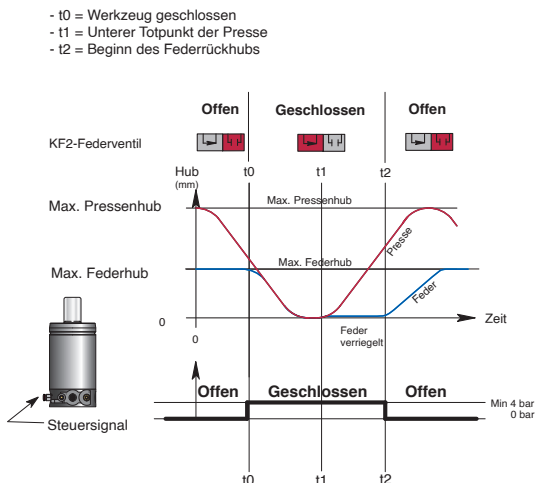 - t0 = Werkzeug geschlossen
- t1 = Unterer Totpunkt der Presse
- t2 = Beginn des Federrückhubs
Offen Geschlossen Offen
KF2-Federventil
Hub t0 t1 t2
(mm)
Max. Pressenhub
Max. Pressenhub
Max. Federhub
Max. Federhub
Presse
Feder
0
Zeit
0
Feder
verriegelt
Offen Geschlossen Offen
Min 4 bar
0 bar
Steuersignal
t0 t1 t2